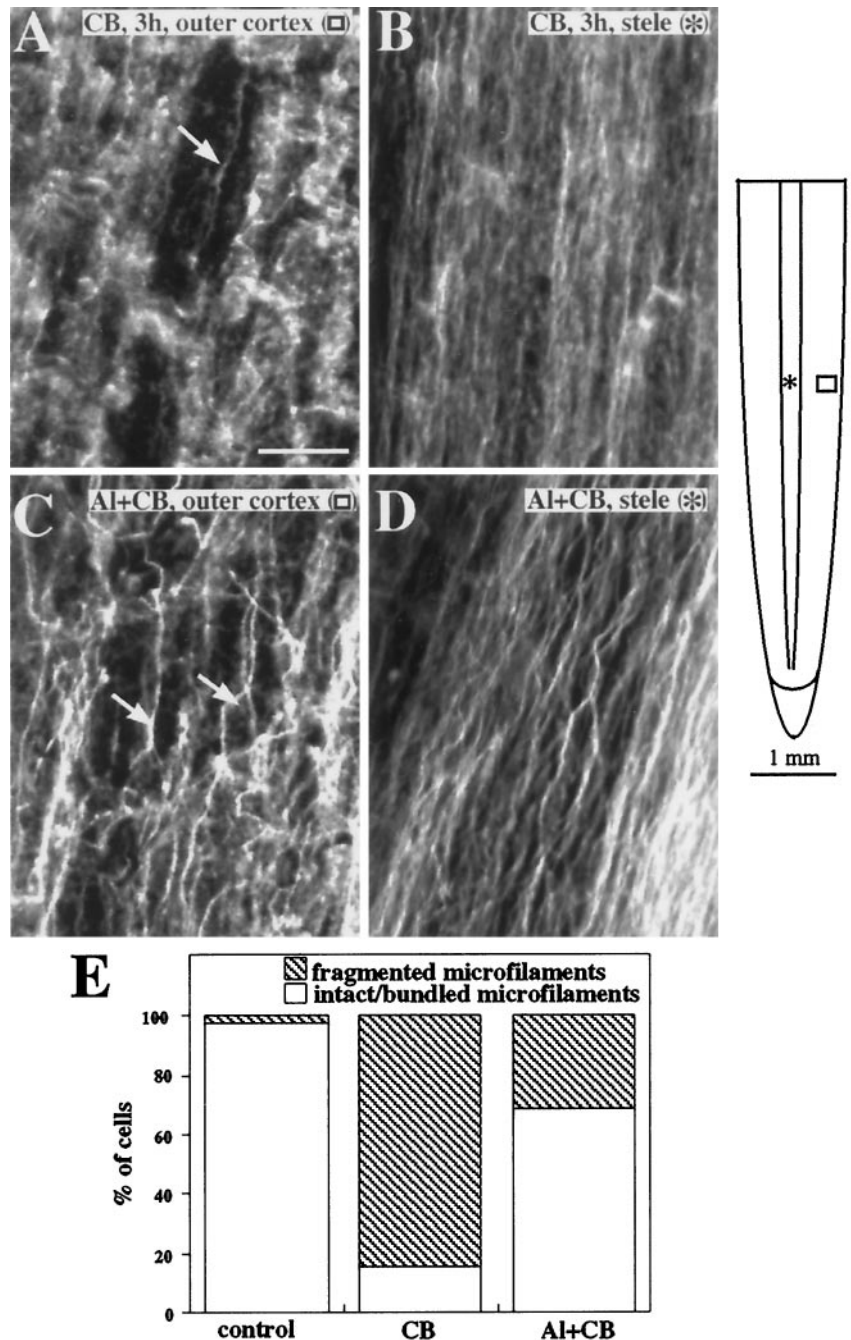 A
CB, 3h, outer cortex (□)
B
CB, 3h, stele (*)
C
Al+CB, outer cortex (□)
D
Al+CB, stele (*)
*
1 mm
E
fragmented microfilaments
intact/bundled microfilaments
100
80
60
40
20
0
% of cells
control
CB
Al+CB